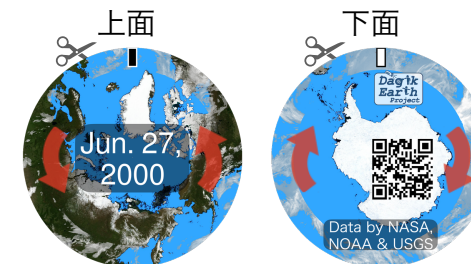 上面
下面
Jun. 27,
2000
Dagik
Earth
Project
Data by NASA,
NOAA & USGS